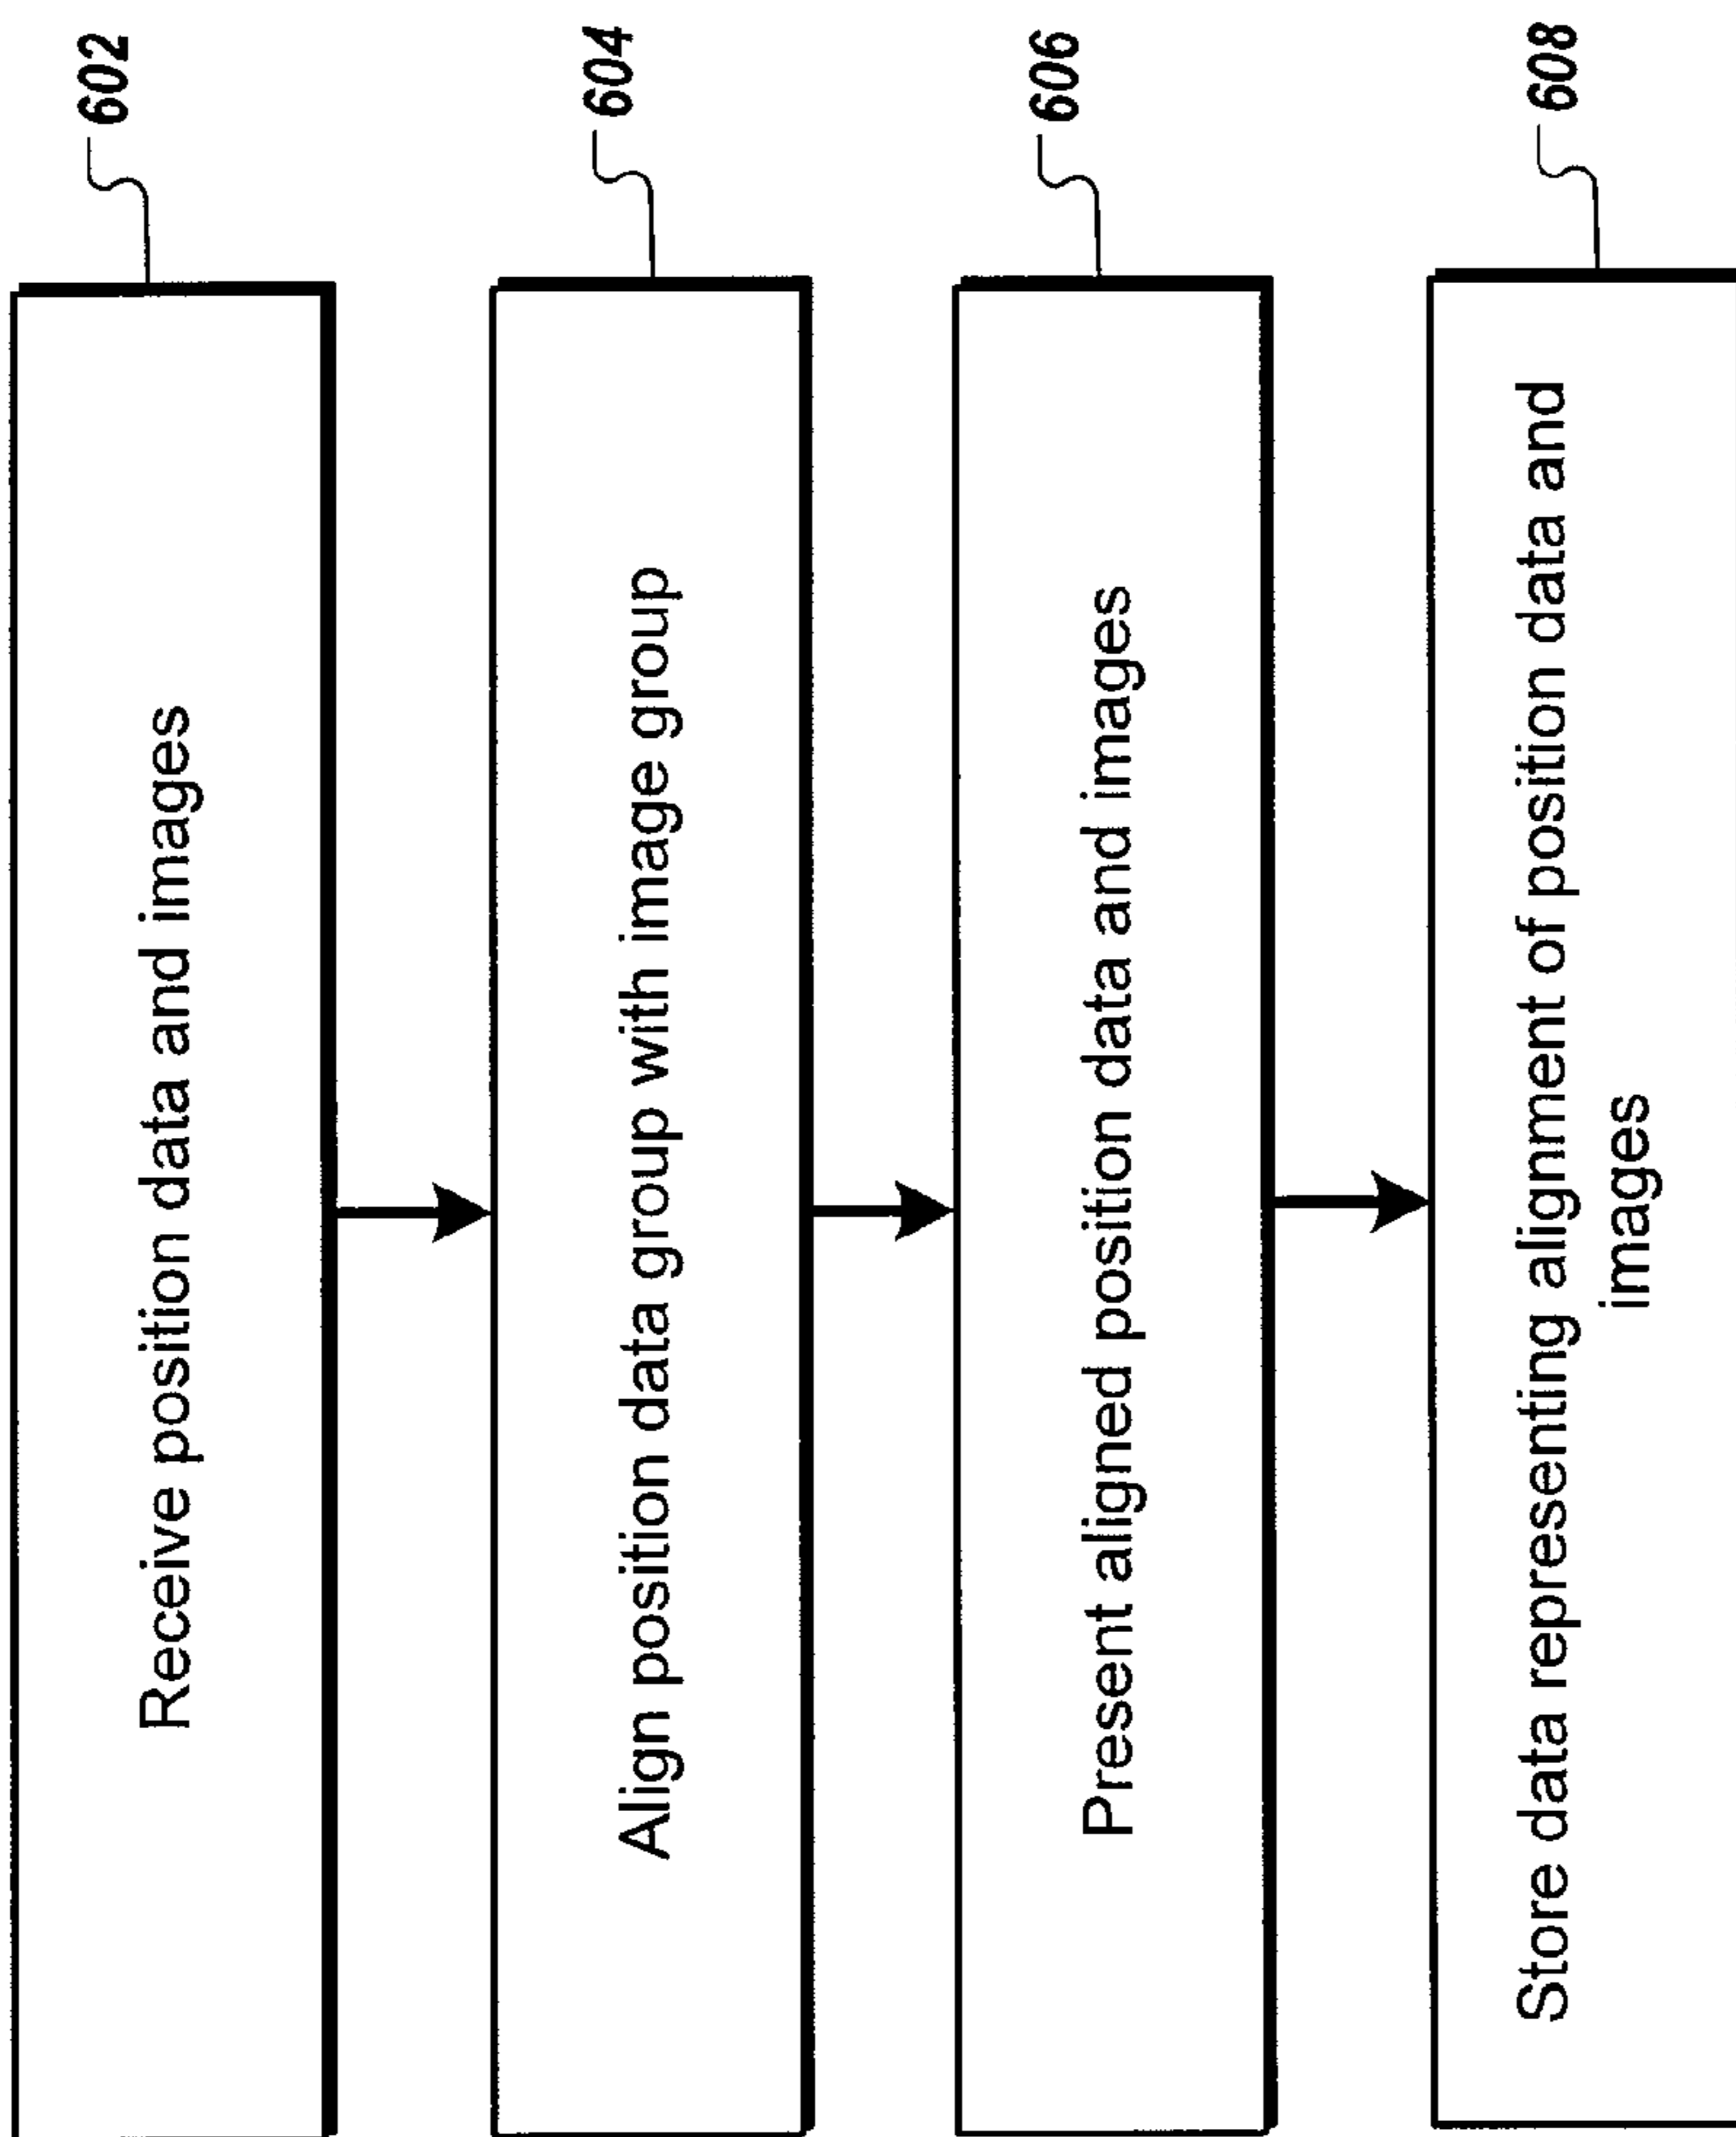 602
Receive position data and images
604
Align position data group with image group
606
Present aligned position data and images
608
Store data representing alignment of position data and
images